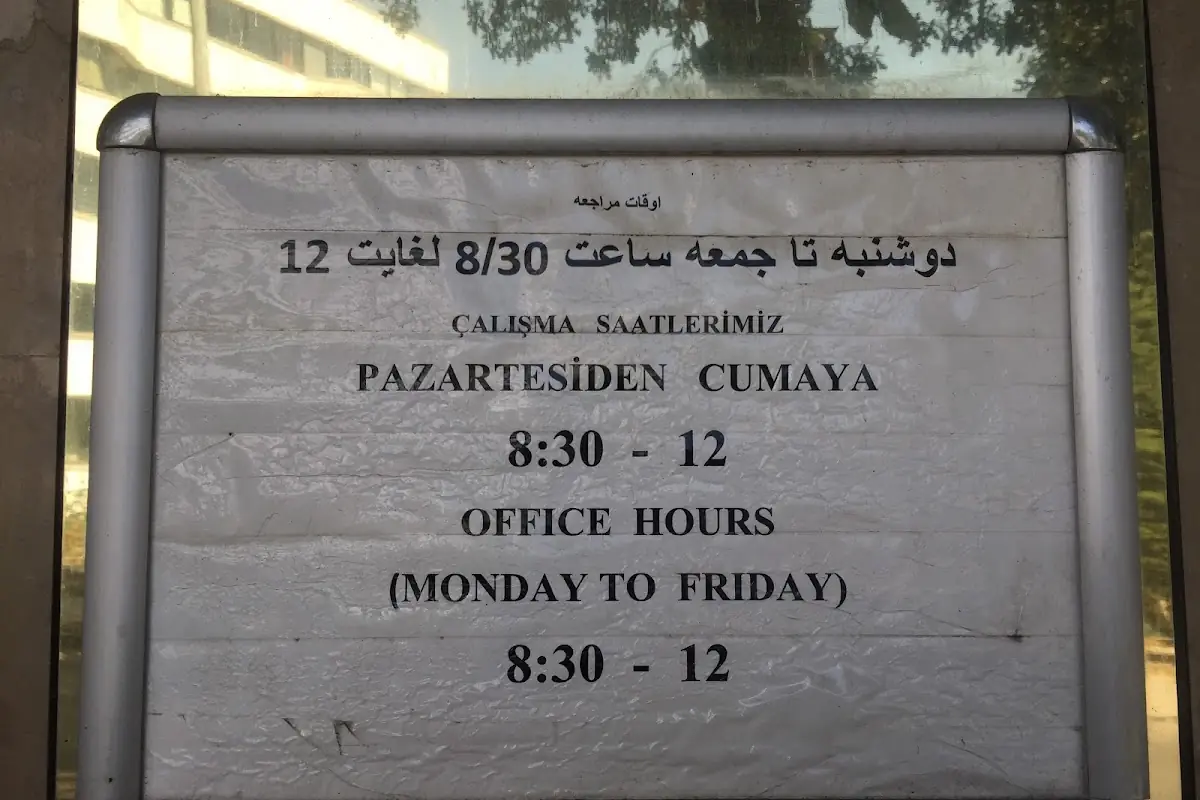 اوقات مراجعه
دوشنبه تا جمعه ساعت 8/30 لغایت 12
ÇALIŞMA SAATLERİMİZ
PAZARTESİDEN CUMAYA
8:30 - 12
OFFICE HOURS
(MONDAY TO FRIDAY)
8:30 - 12